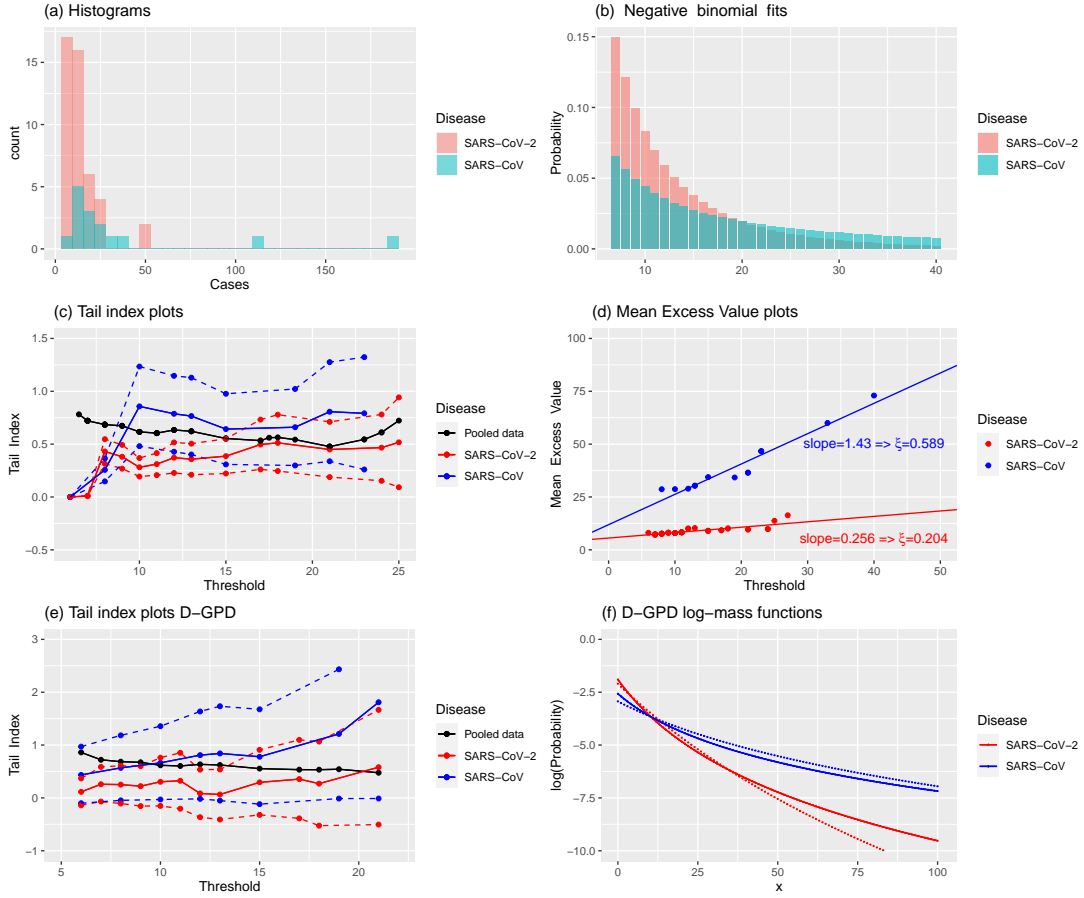 (a) Histograms
15
10
5
0
count
0
50
100
150
Cases
Disease
SARS−CoV−2
SARS−CoV
(b) Negative binomial fits
0.15
0.10
0.05
0.00
Probability
10
20
30
40
Disease
SARS−CoV−2
SARS−CoV
(c) Tail index plots
1.5
1.0
0.5
0.0
−0.5
Tail Index
10
15
20
25
Threshold
Disease
Pooled data
SARS−CoV−2
SARS−CoV
(d) Mean Excess Value plots
100
75
50
25
0
Mean Excess Value
slope=1.43 => ξ=0.589
slope=0.256 => ξ=0.204
0
10
20
30
40
50
Threshold
Disease
SARS−CoV−2
SARS−CoV
(e) Tail index plots D−GPD
3
2
1
0
−1
Tail Index
5
10
15
20
Threshold
Disease
Pooled data
SARS−CoV−2
SARS−CoV
(f) D−GPD log−mass functions
0.0
−2.5
−5.0
−7.5
−10.0
log(Probability)
0
25
50
75
100
x
Disease
SARS−CoV−2
SARS−CoV